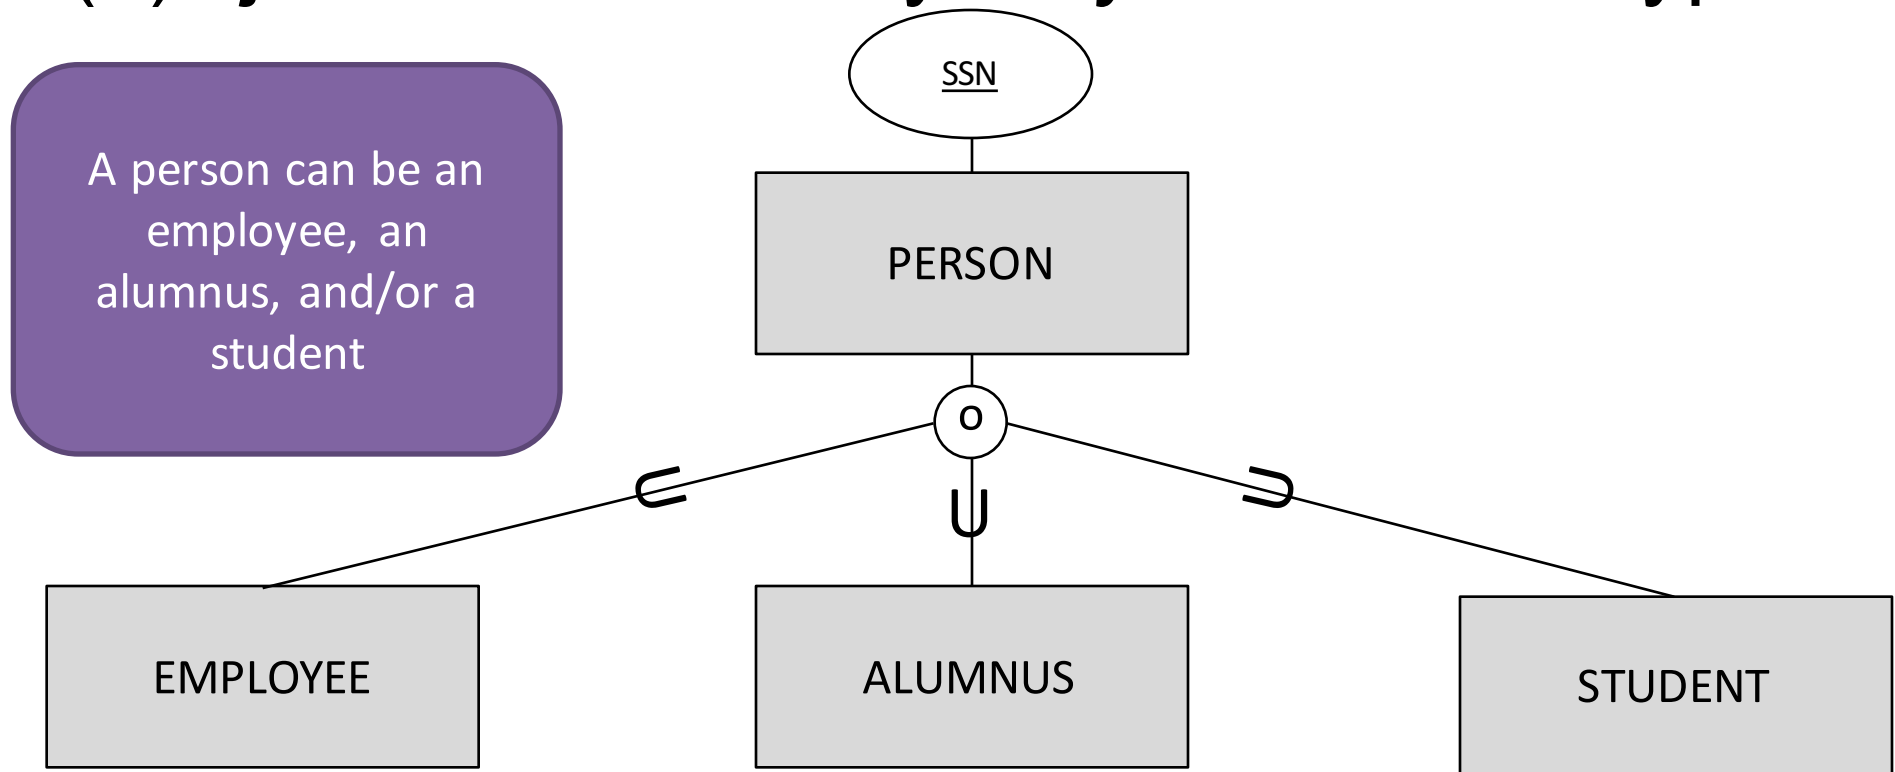 SSN
A person can be an
employee, an
alumnus, and/or a
student
PERSON
o
U
U
U
EMPLOYEE
ALUMNUS
STUDENT